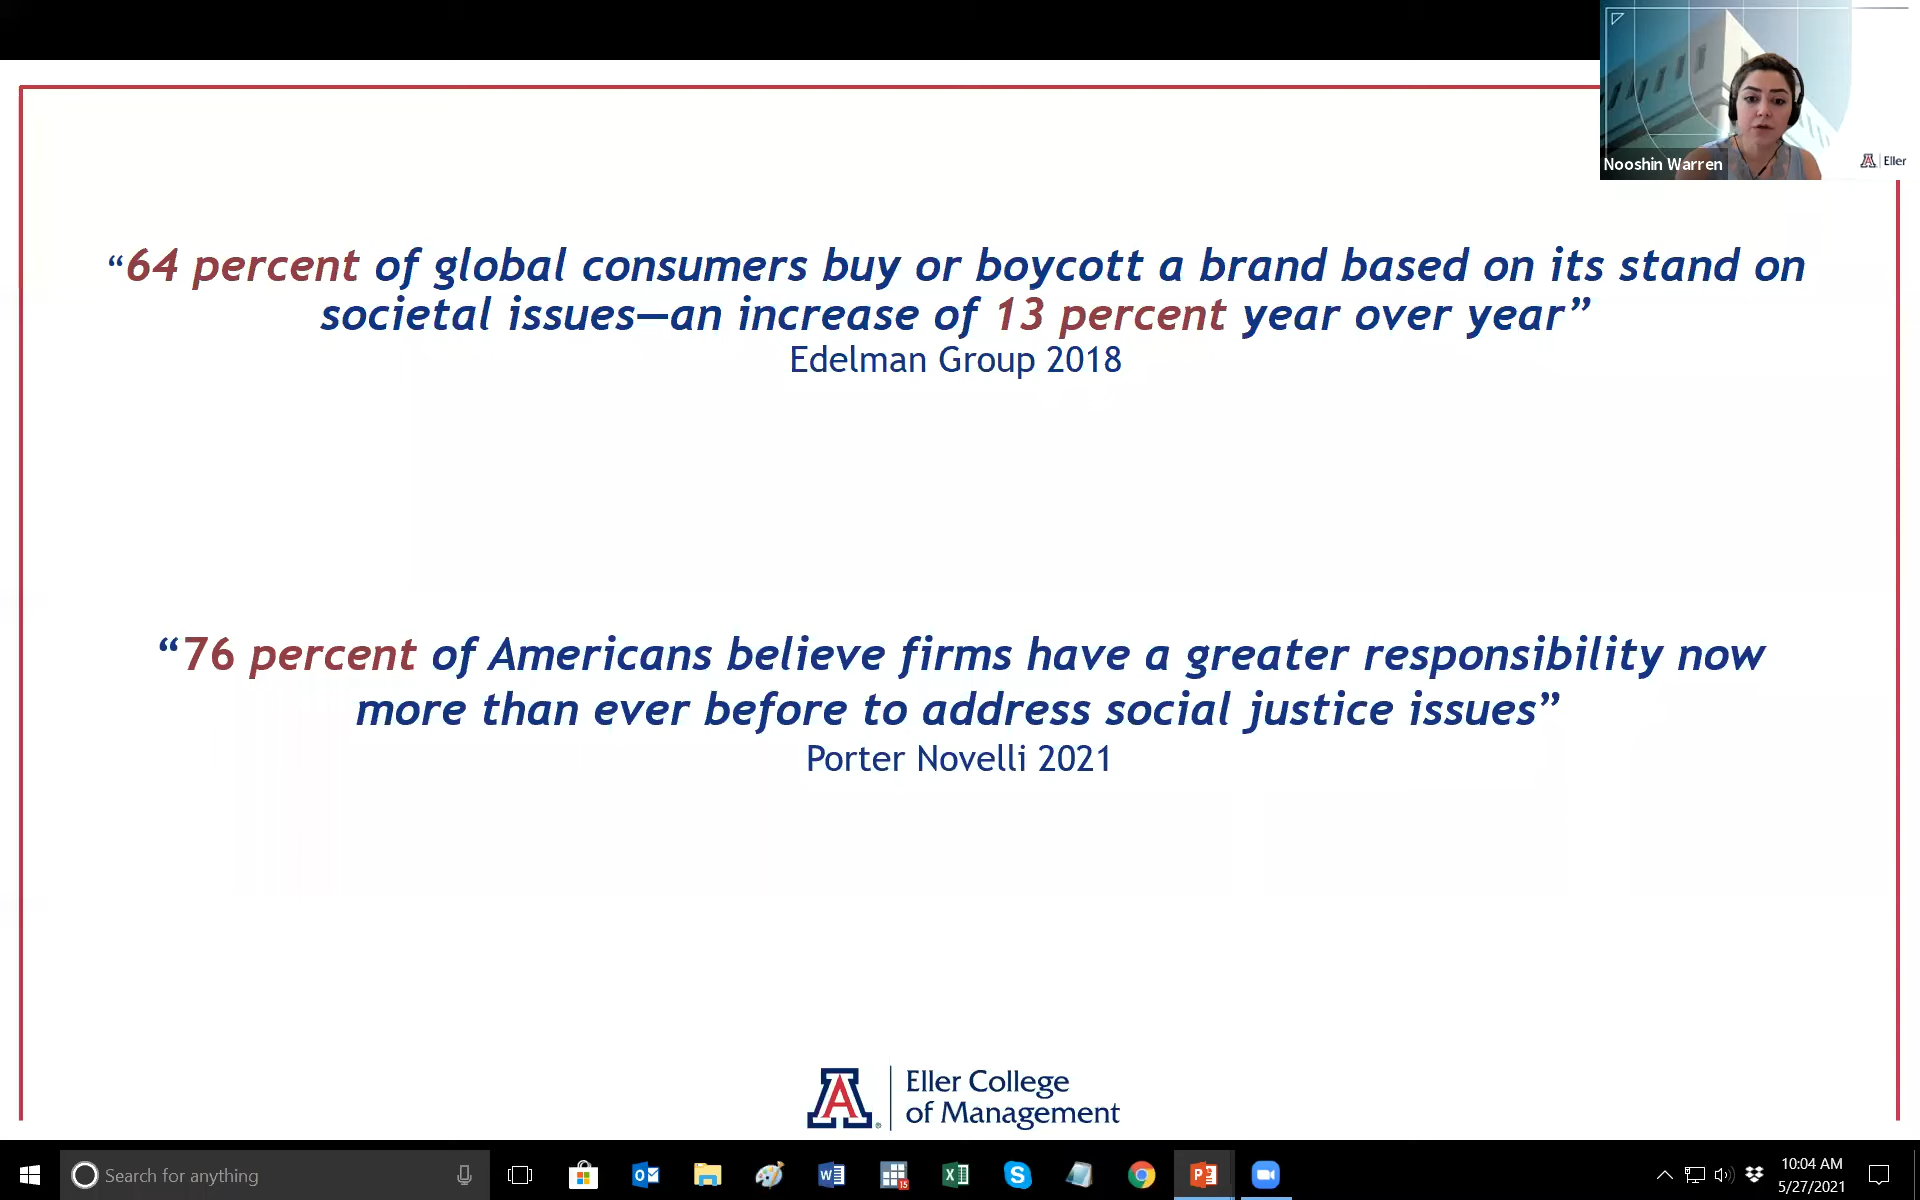 Nooshin Warren
Eller
“64 percent of global consumers buy or boycott a brand based on its stand on
societal issues—an increase of 13 percent year over year”
Edelman Group 2018
“76 percent of Americans believe firms have a greater responsibility now
more than ever before to address social justice issues”
Porter Novelli 2021
Eller College
of Management
Search for anything
15
10:04 AM
5/27/2021